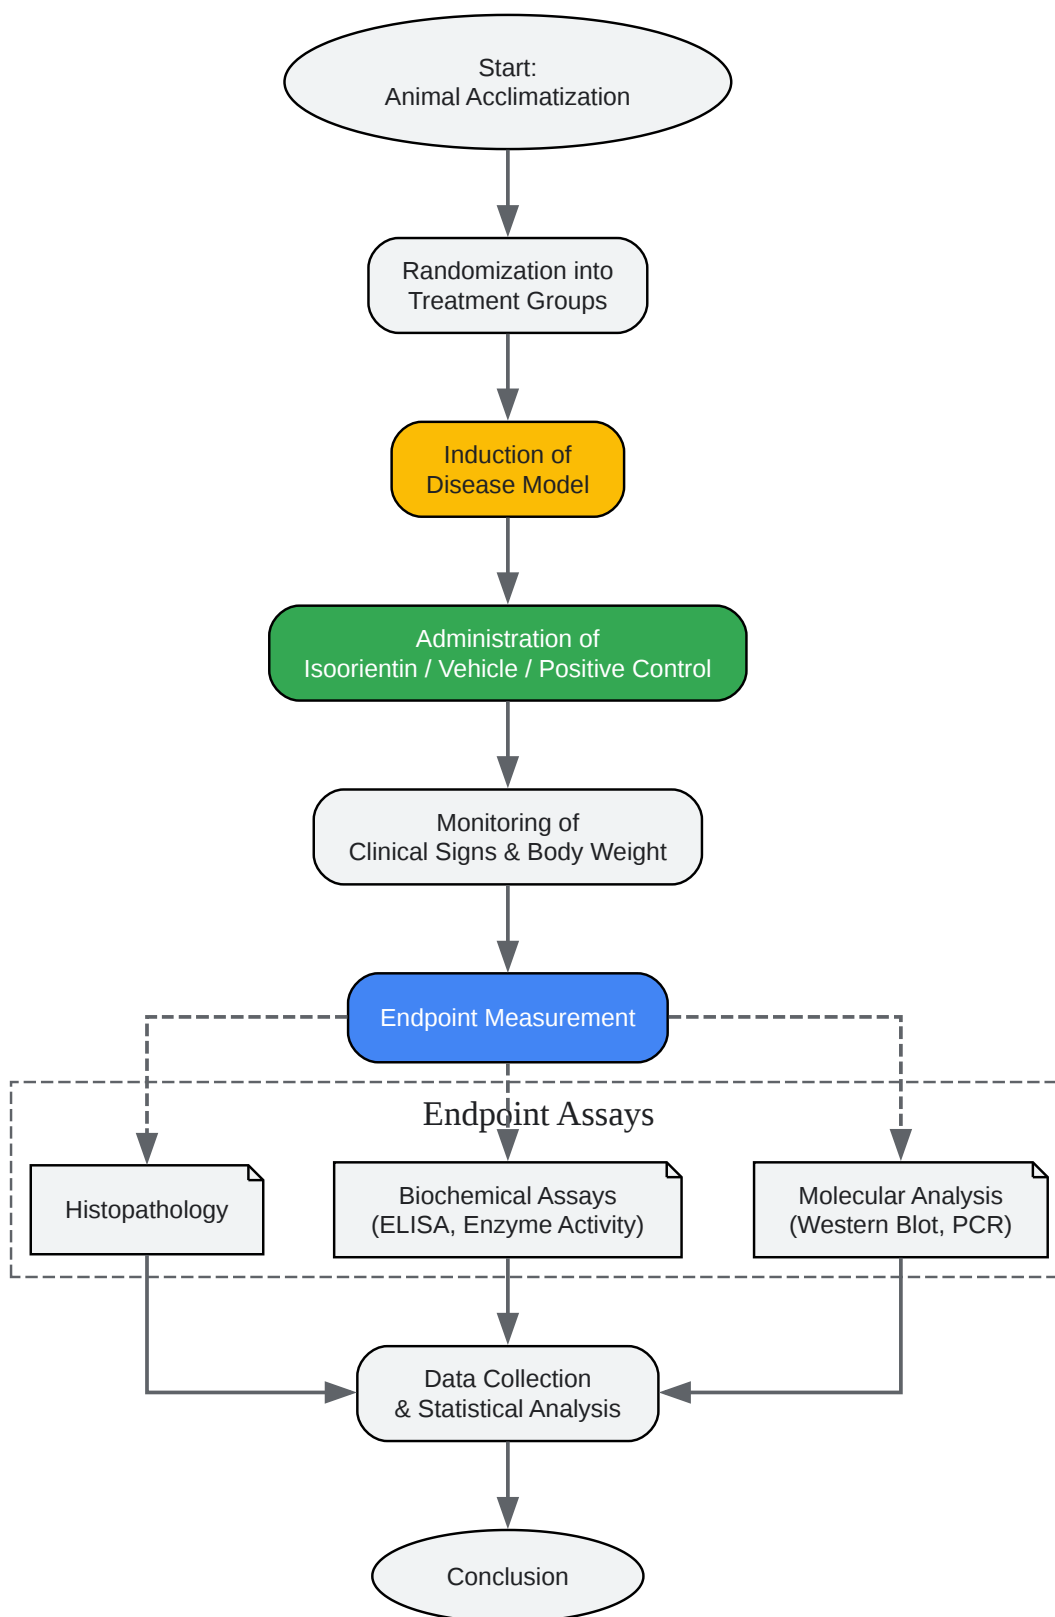 Start:
Animal Acclimatization
Randomization into
Treatment Groups
Induction of
Disease Model
Administration of
Isoorientin / Vehicle / Positive Control
Monitoring of
Clinical Signs & Body Weight
Endpoint Measurement
Endpoint Assays
Histopathology
Biochemical Assays
(ELISA, Enzyme Activity)
Molecular Analysis
(Western Blot, PCR)
Data Collection
& Statistical Analysis
Conclusion